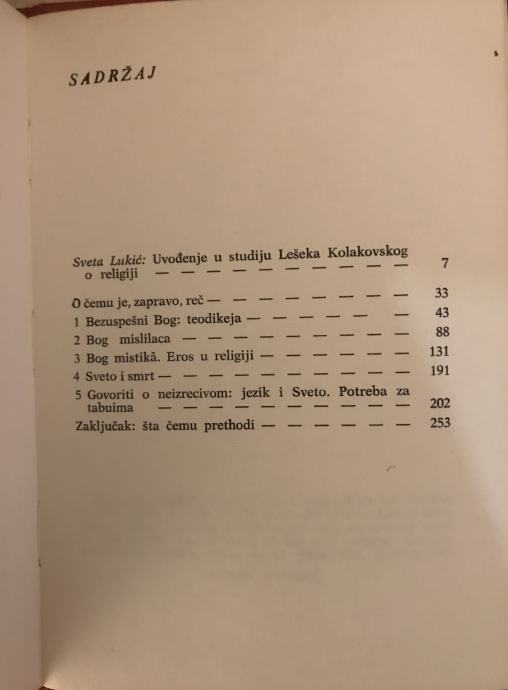 SADRŽAJ
Sveta Lukić: Uvođenje u studiju Lešeka Kolakovskog
o religiji — — — — — — — — — — 7
O čemu je, zapravo, reč — — — — — — — — 33
1 Bezuspešni Bog: teodikeja — — — — — — 43
2 Bog mislilaca — — — — — — — — — 88
3 Bog mistikâ. Eros u religiji — — — — — — 131
4 Sveto i smrt — — — — — — — — — — 191
5 Govoriti o neizrecivom: jezik i Sveto. Potreba za
tabuima — — — — — — — — — — 202
Zaključak: šta čemu prethodi — — — — — — 253